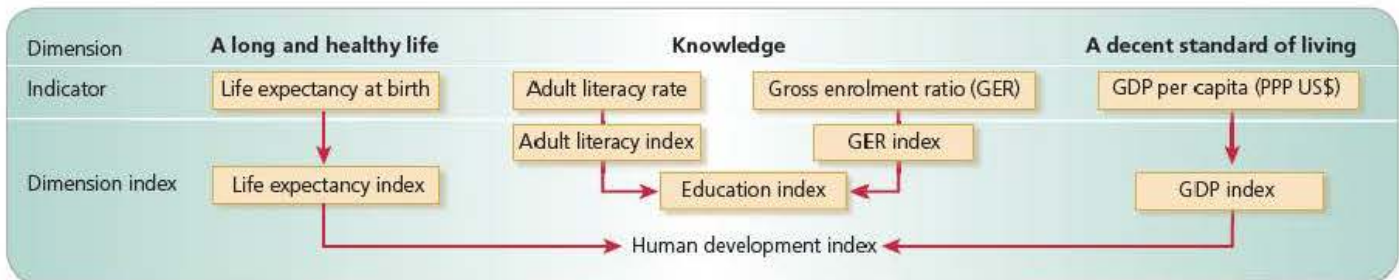 Dimension
A long and healthy life
Knowledge
A decent standard of living
Indicator
Life expectancy at birth
Adult literacy rate
Gross enrolment ratio (GER)
GDP per capita (PPP US$)
Adult literacy index
GER index
Dimension index
Life expectancy index
Education index
GDP index
Human development index